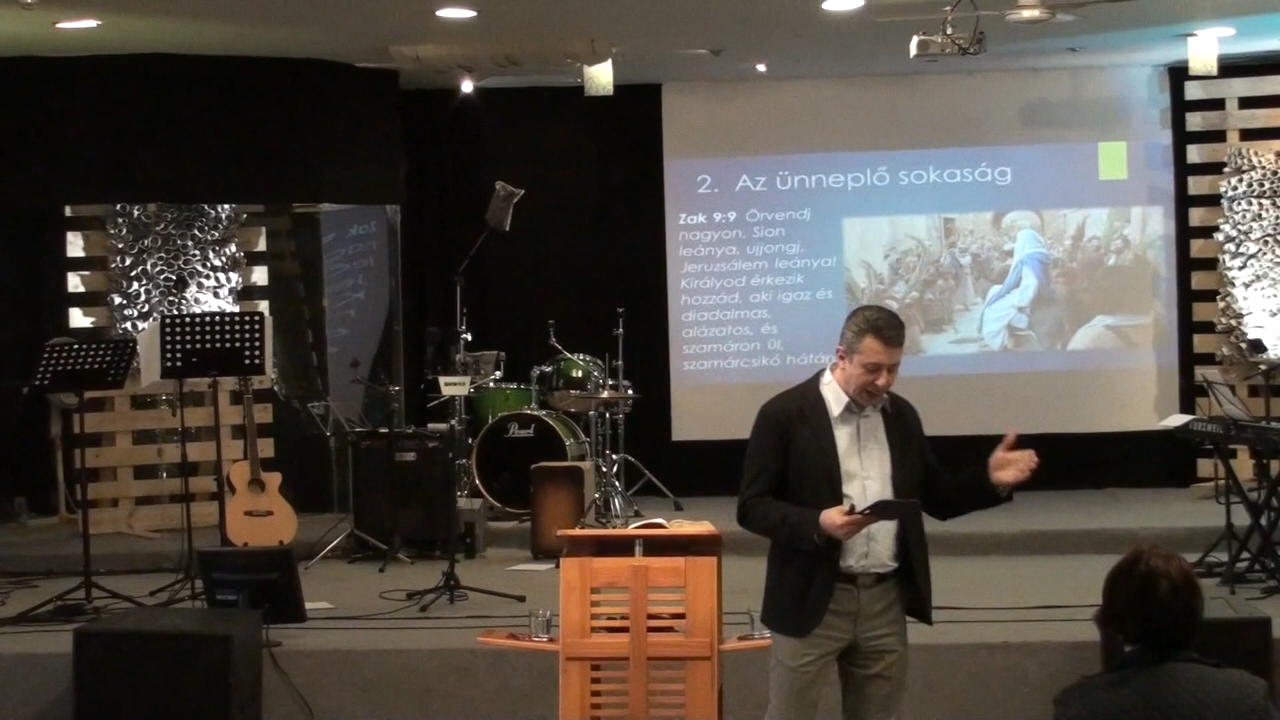 2. Az ünneplő sokaság
Zak 9:9 Örvendj
nagyon, Sion
leánya, ujjongj,
Jeruzsálem leánya!
Királyod érkezik
hozzád, aki igaz és
diadalmas,
alázatos, és
szamáron ül,
szamárcsikó hátán
Pearl
KURZWEIL